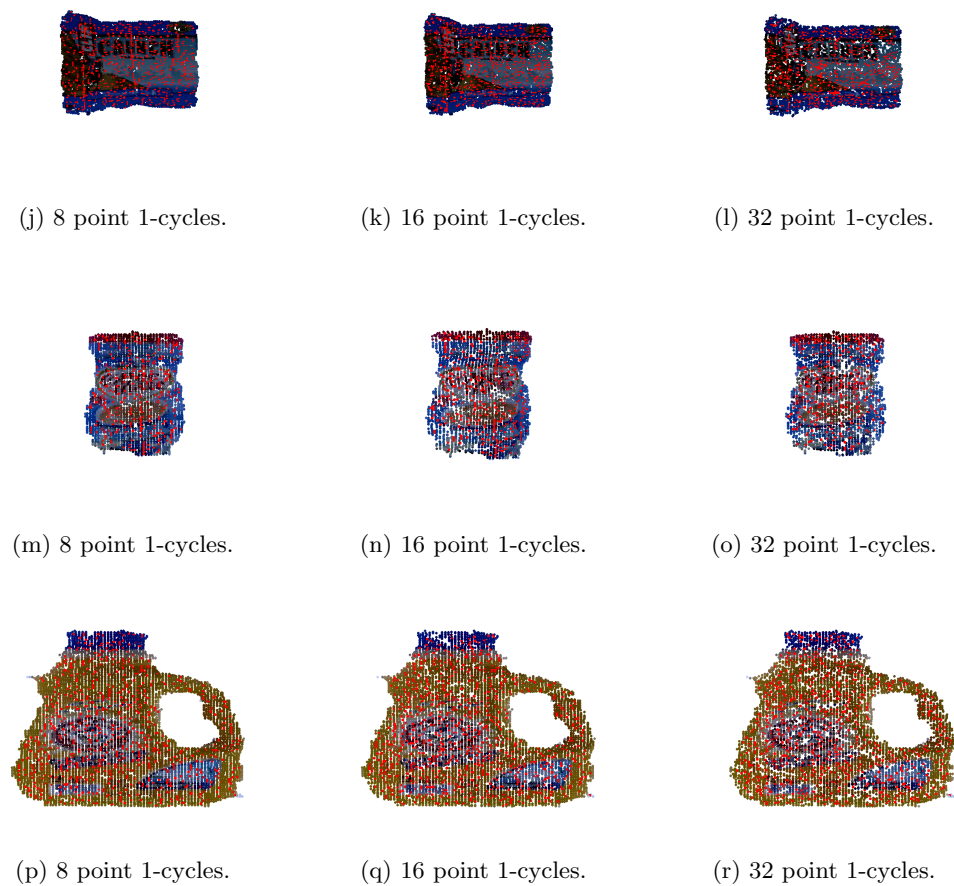 (j) 8 point 1-cycles.
(k) 16 point 1-cycles.
(l) 32 point 1-cycles.
(m) 8 point 1-cycles.
(n) 16 point 1-cycles.
(o) 32 point 1-cycles.
(p) 8 point 1-cycles.
(q) 16 point 1-cycles.
(r) 32 point 1-cycles.